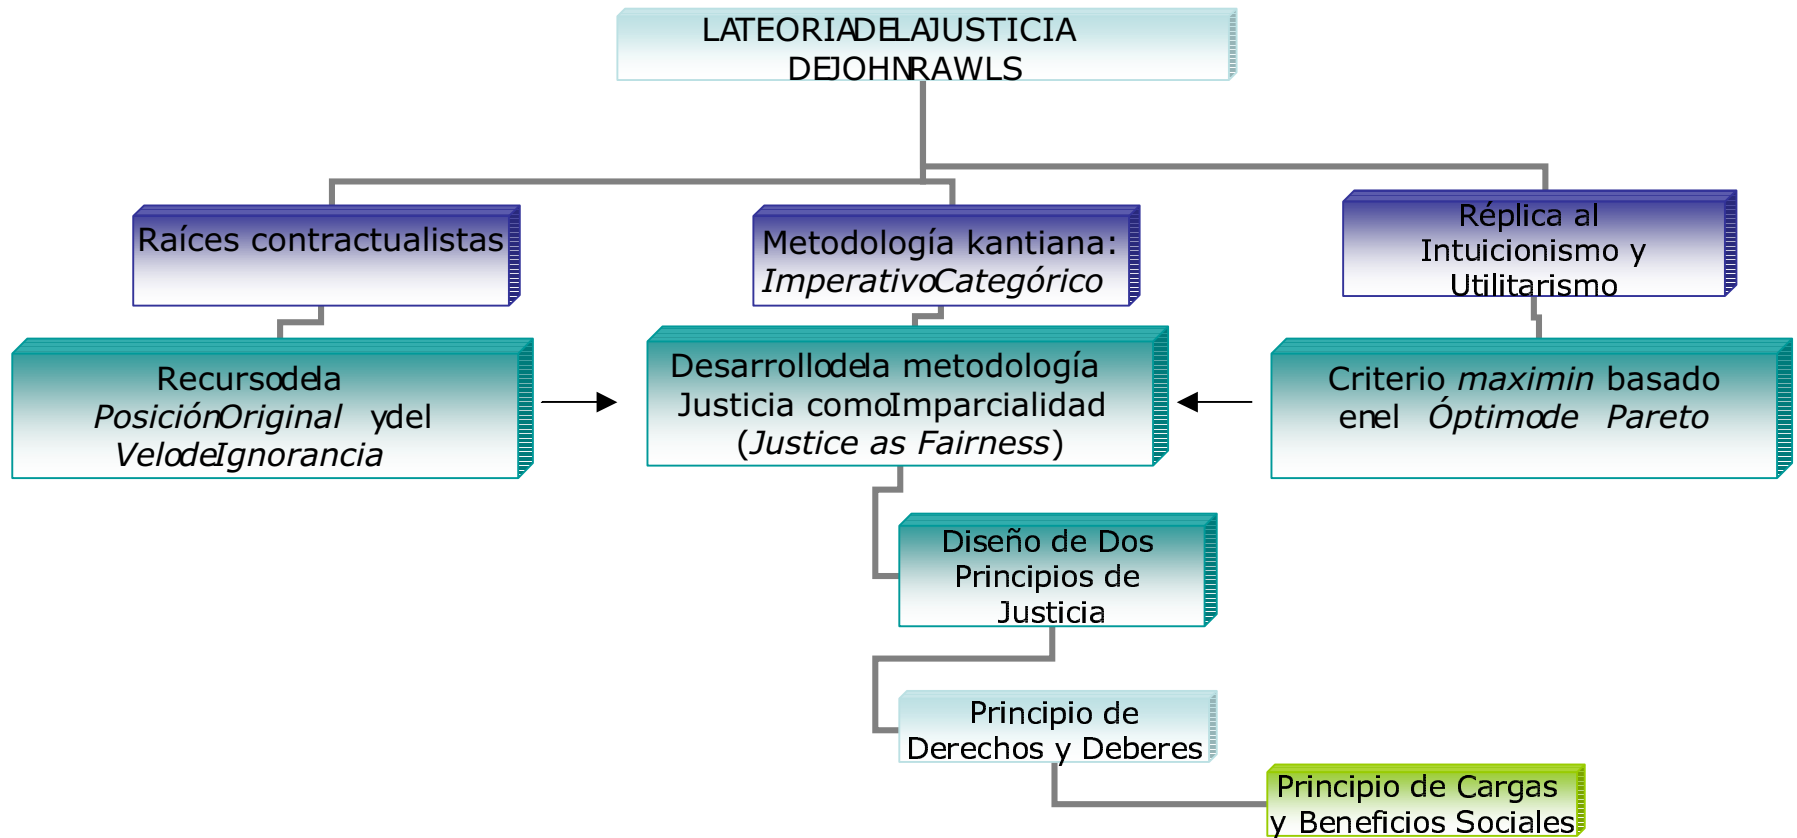 LATEORIADELAJUSTICIA
DEJOHNRAWLS
Raíces contractualistas
Metodología kantiana:
ImperativoCategórico
Réplica al
Intuicionismo y
Utilitarismo
Recursodela
PosiciónOriginal ydel
VelodeIgnorancia
Desarrollodela metodología
Justicia comoImparcialidad
(Justice as Fairness)
Criterio maximin basado
enel Óptimode Pareto
Diseño de Dos
Principios de
Justicia
Principio de
Derechos y Deberes
Principio de Cargas
y Beneficios Sociales